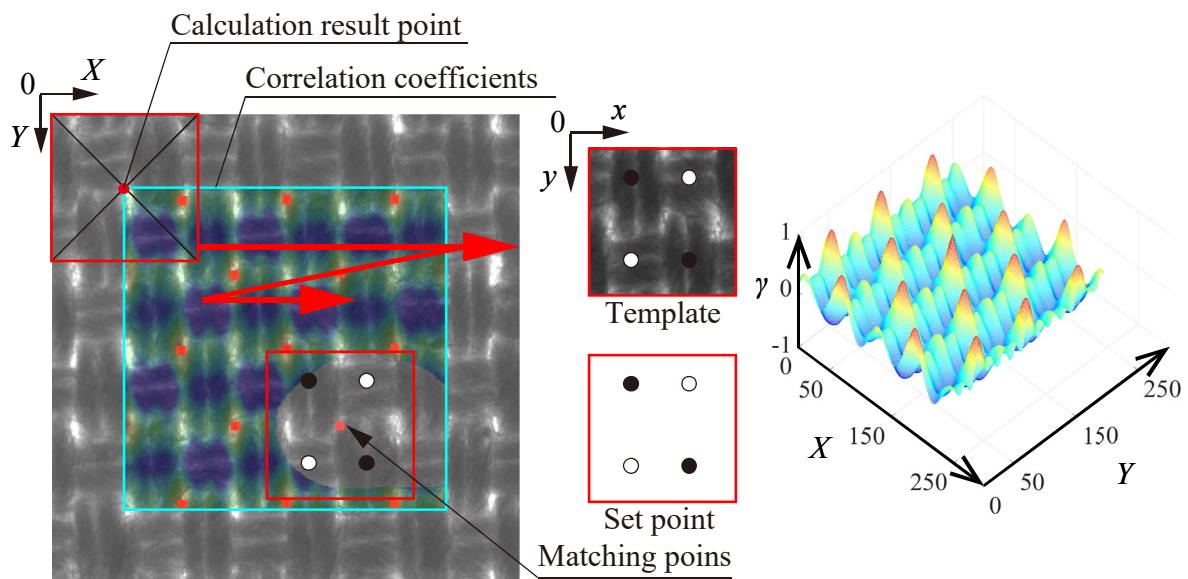 Calculation result point
0 X
Correlation coefficients
Y
0 x
y
Template
Set point
Matching poins
1
γ 0
-1
0
50
150
250
X
0
50
150
250
Y